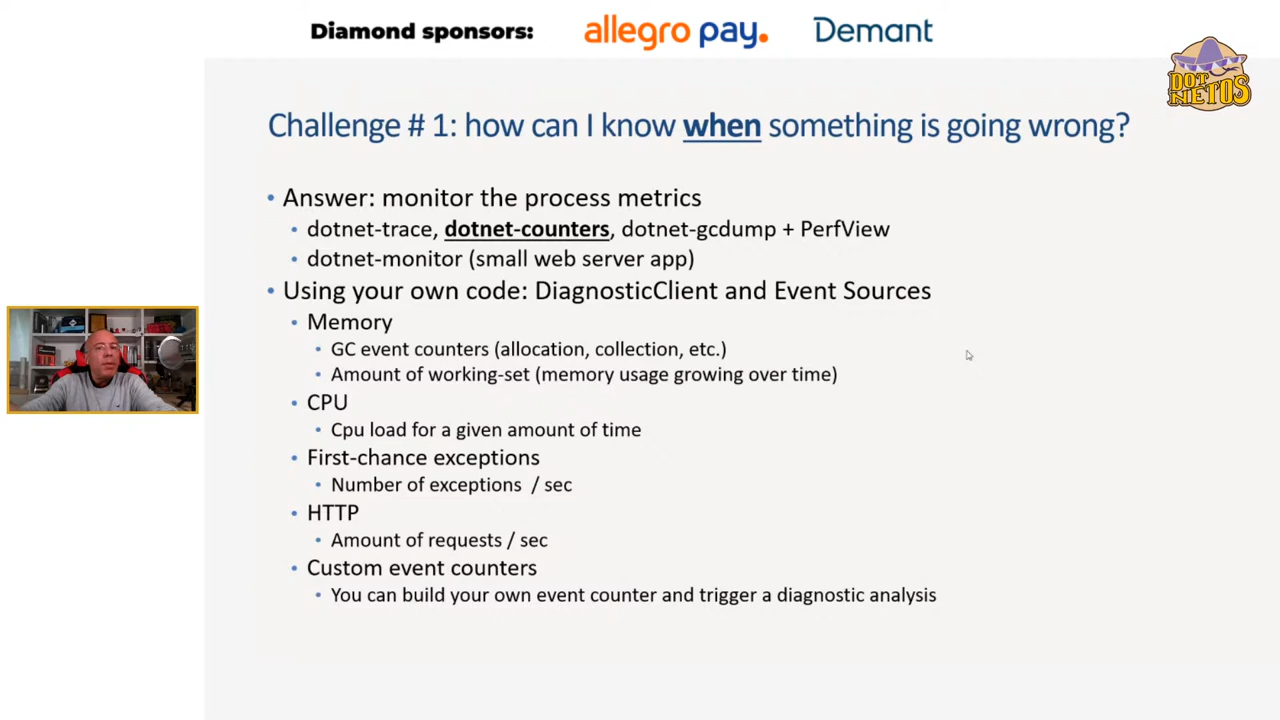 Diamond sponsors: allegro pay. Demant
DOT
NETOS
Challenge # 1: how can I know when something is going wrong?
• Answer: monitor the process metrics
• dotnet-trace, dotnet-counters, dotnet-gcdump + PerfView
• dotnet-monitor (small web server app)
• Using your own code: DiagnosticClient and Event Sources
• Memory
• GC event counters (allocation, collection, etc.)
• Amount of working-set (memory usage growing over time)
• CPU
• Cpu load for a given amount of time
• First-chance exceptions
• Number of exceptions / sec
• HTTP
• Amount of requests / sec
• Custom event counters
• You can build your own event counter and trigger a diagnostic analysis